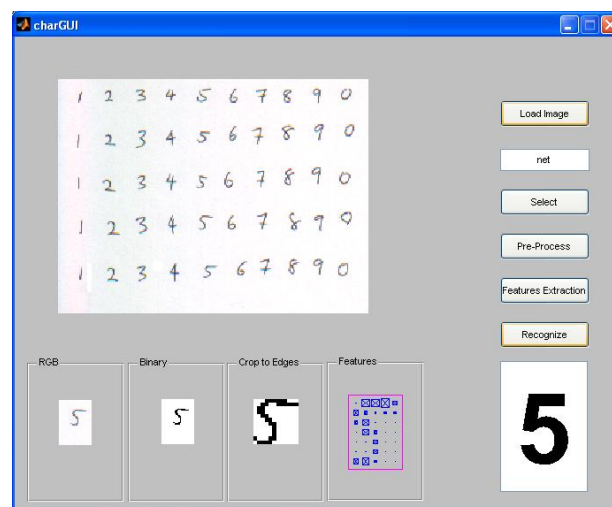 charGUI
1 2 3 4 5 6 7 8 9 0
1 2 3 4 5 6 7 8 9 0
1 2 3 4 5 6 7 8 9 0
1 2 3 4 5 6 7 8 9 0
1 2 3 4 5 6 7 8 9 0
Load Image
net
Select
Pre-Process
Features Extraction
Recognize
RGB
Binary
Crop to Edges
Features
5
5
5
5